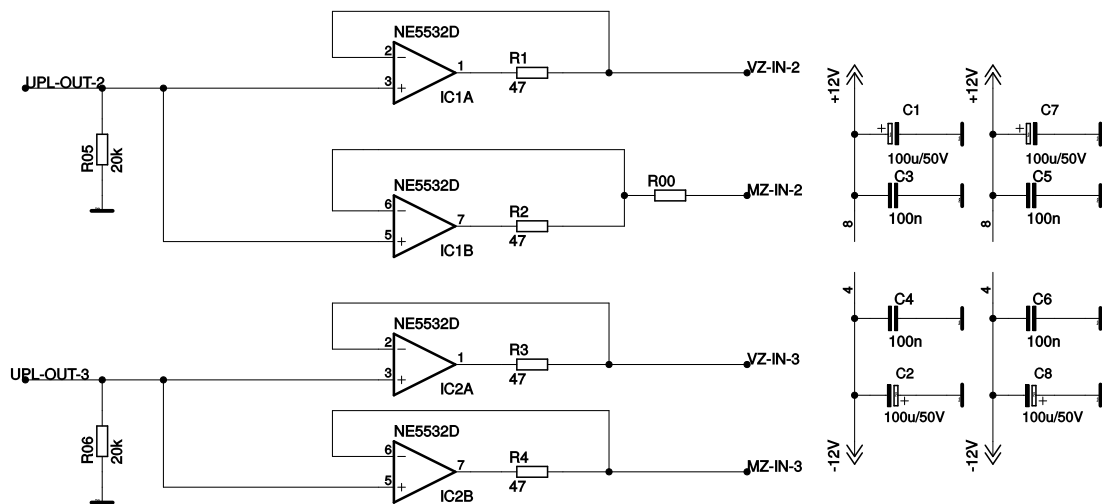 NE5532D
2
3
1
IC1A
R1
47
VZ-IN-2
UPL-OUT-2
R05
20k
NE5532D
6
5
7
IC1B
R2
47
R00
MZ-IN-2
NE5532D
2
3
1
IC2A
R3
47
VZ-IN-3
UPL-OUT-3
R06
20k
NE5532D
6
5
7
IC2B
R4
47
MZ-IN-3
+12V
+12V
C1
+
100u/50V
C7
+
100u/50V
C3
100n
C5
100n
8
8
4
4
C4
100n
C6
100n
C2
+
100u/50V
C8
+
100u/50V
-12V
-12V